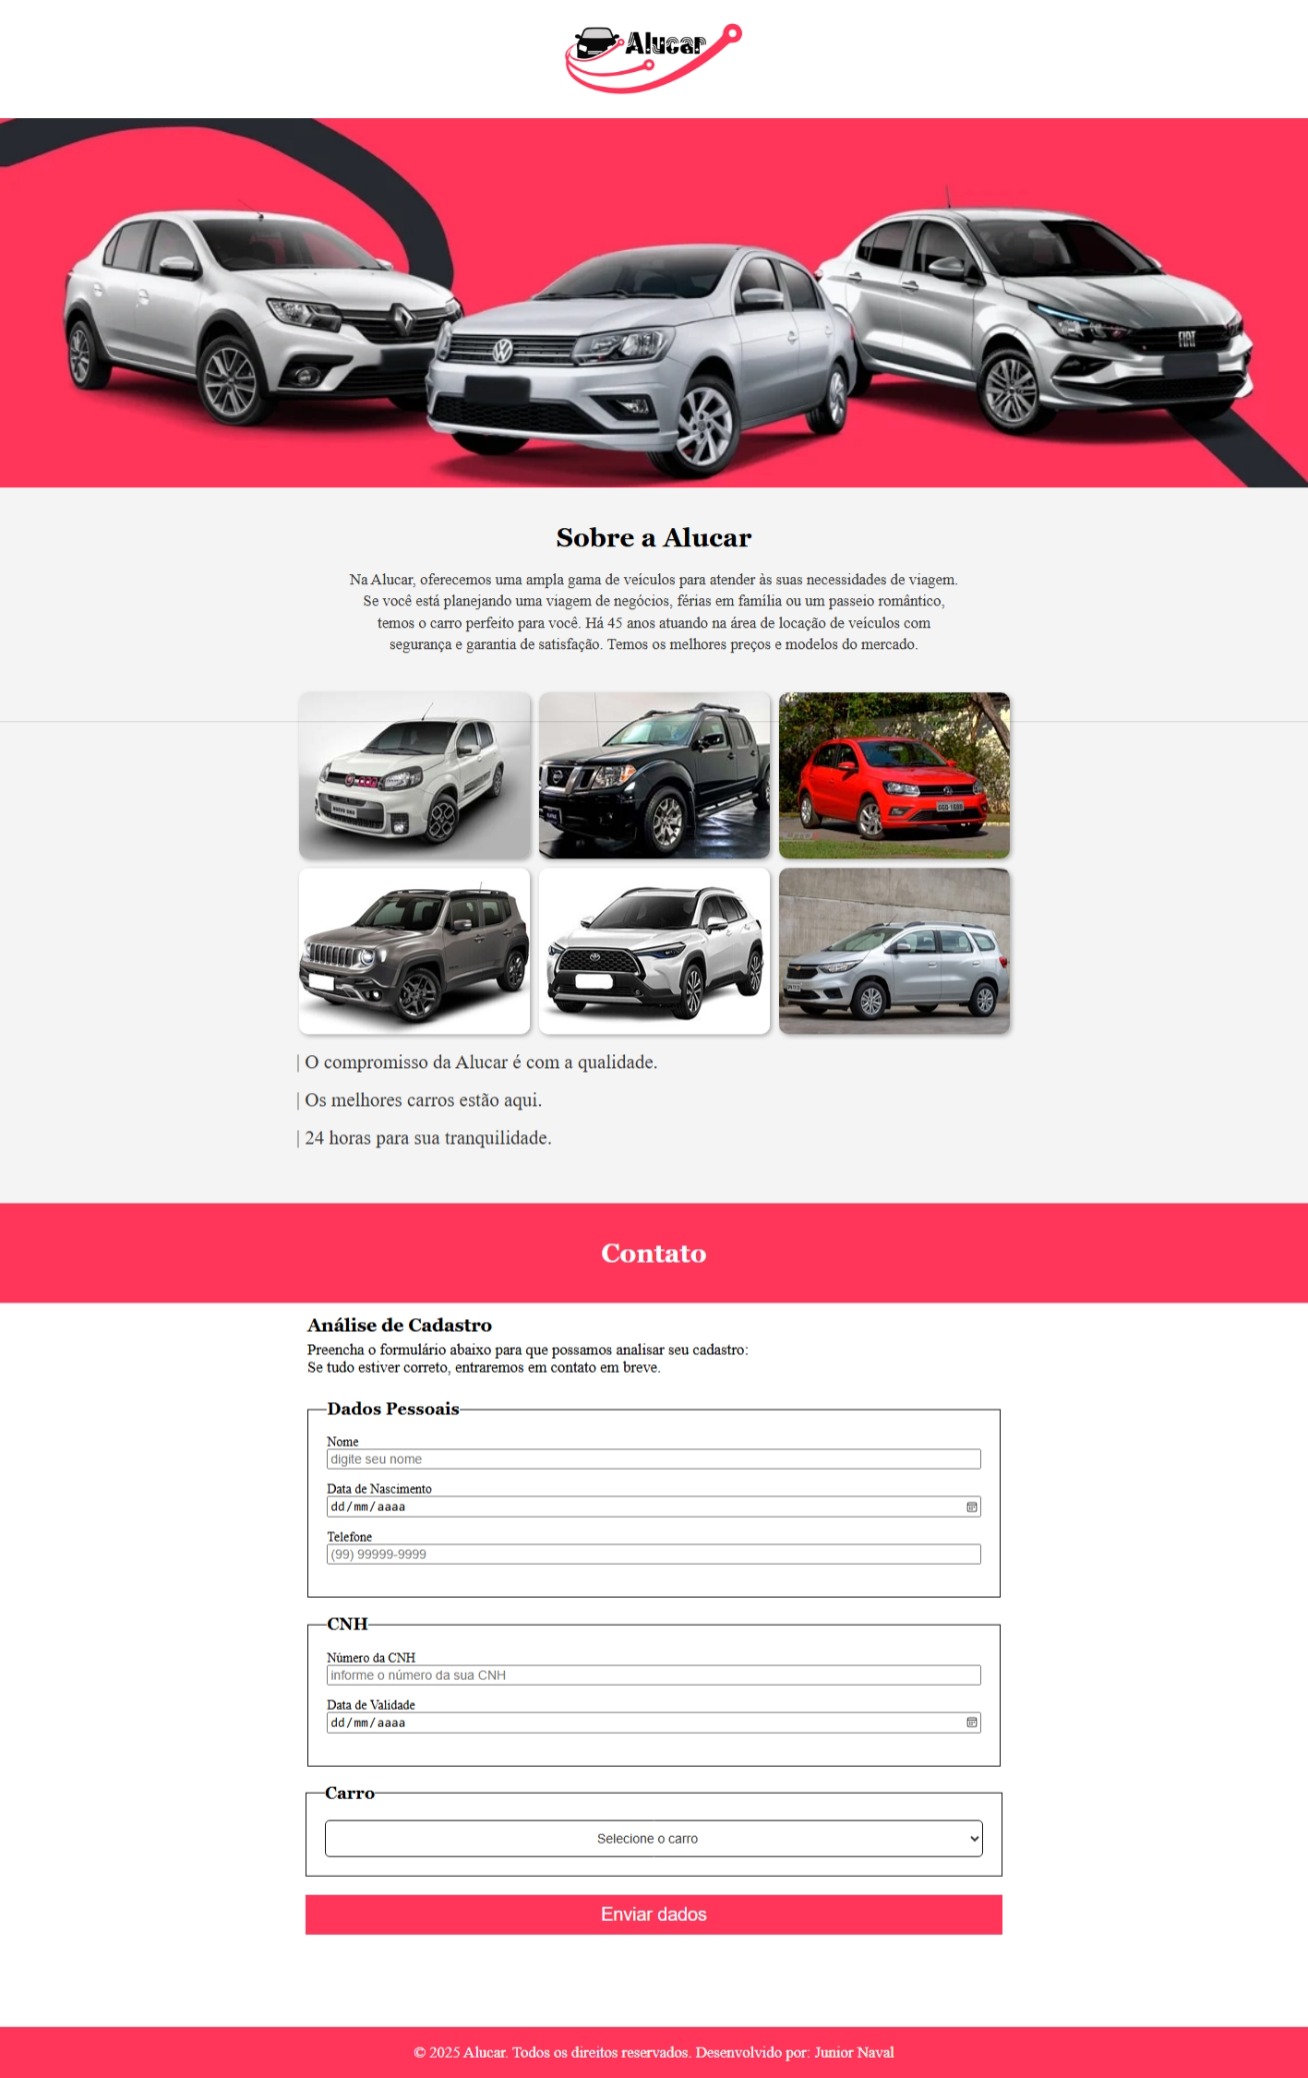 Alucar
FIAT
Sobre a Alucar
Na Alucar, oferecemos uma ampla gama de veículos para atender às suas necessidades de viagem.
Se você está planejando uma viagem de negócios, férias em família ou um passeio romântico,
temos o carro perfeito para você. Há 45 anos atuando na área de locação de veículos com
segurança e garantia de satisfação. Temos os melhores preços e modelos do mercado.
| O compromisso da Alucar é com a qualidade.
| Os melhores carros estão aqui.
| 24 horas para sua tranquilidade.
Contato
Análise de Cadastro
Preencha o formulário abaixo para que possamos analisar seu cadastro:
Se tudo estiver correto, entraremos em contato em breve.
Dados Pessoais
Nome
digite seu nome
Data de Nascimento
dd/mm/aaaa
Telefone
(99) 99999-9999
CNH
Número da CNH
informe o número da sua CNH
Data de Validade
dd/mm/aaaa
Carro
Selecione o carro
Enviar dados
© 2025 Alucar. Todos os direitos reservados. Desenvolvido por: Junior Naval